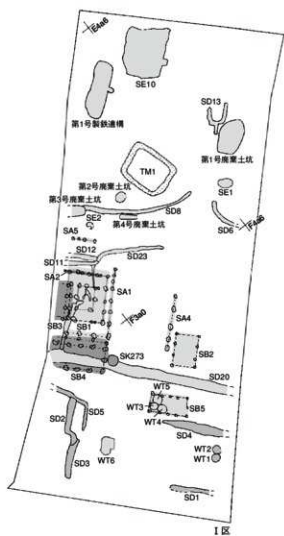 E4a6
SE10
第1号製鉄遺構
SD13
第1号廃棄土坑
TM1
SE1
第2号廃棄土坑
第3号廃棄土坑
SD8
SE2
第4号廃棄土坑
SD6
F4a6
SA5
SD12
SD23
SD11
SA2
SA1
SB3
SB1
F3a0
SA4
SB2
SK273
SB4
SD20
WT5
SD5
WT3
SB5
SD2
WT4
SD4
WT6
WT2
WT1
SD3
SD1
I区